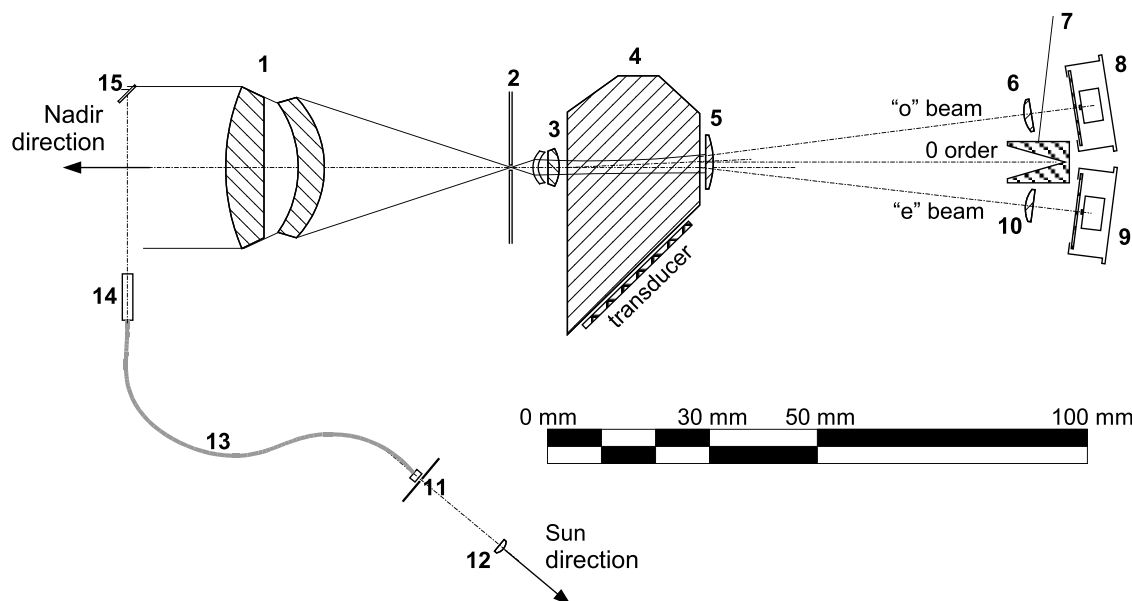 7
1
4
8
15
2
6
Nadir
direction
3
5
“o” beam
0 order
“e” beam
10
9
14
transducer
0 mm
30 mm
50 mm
100 mm
13
11
Sun
direction
12